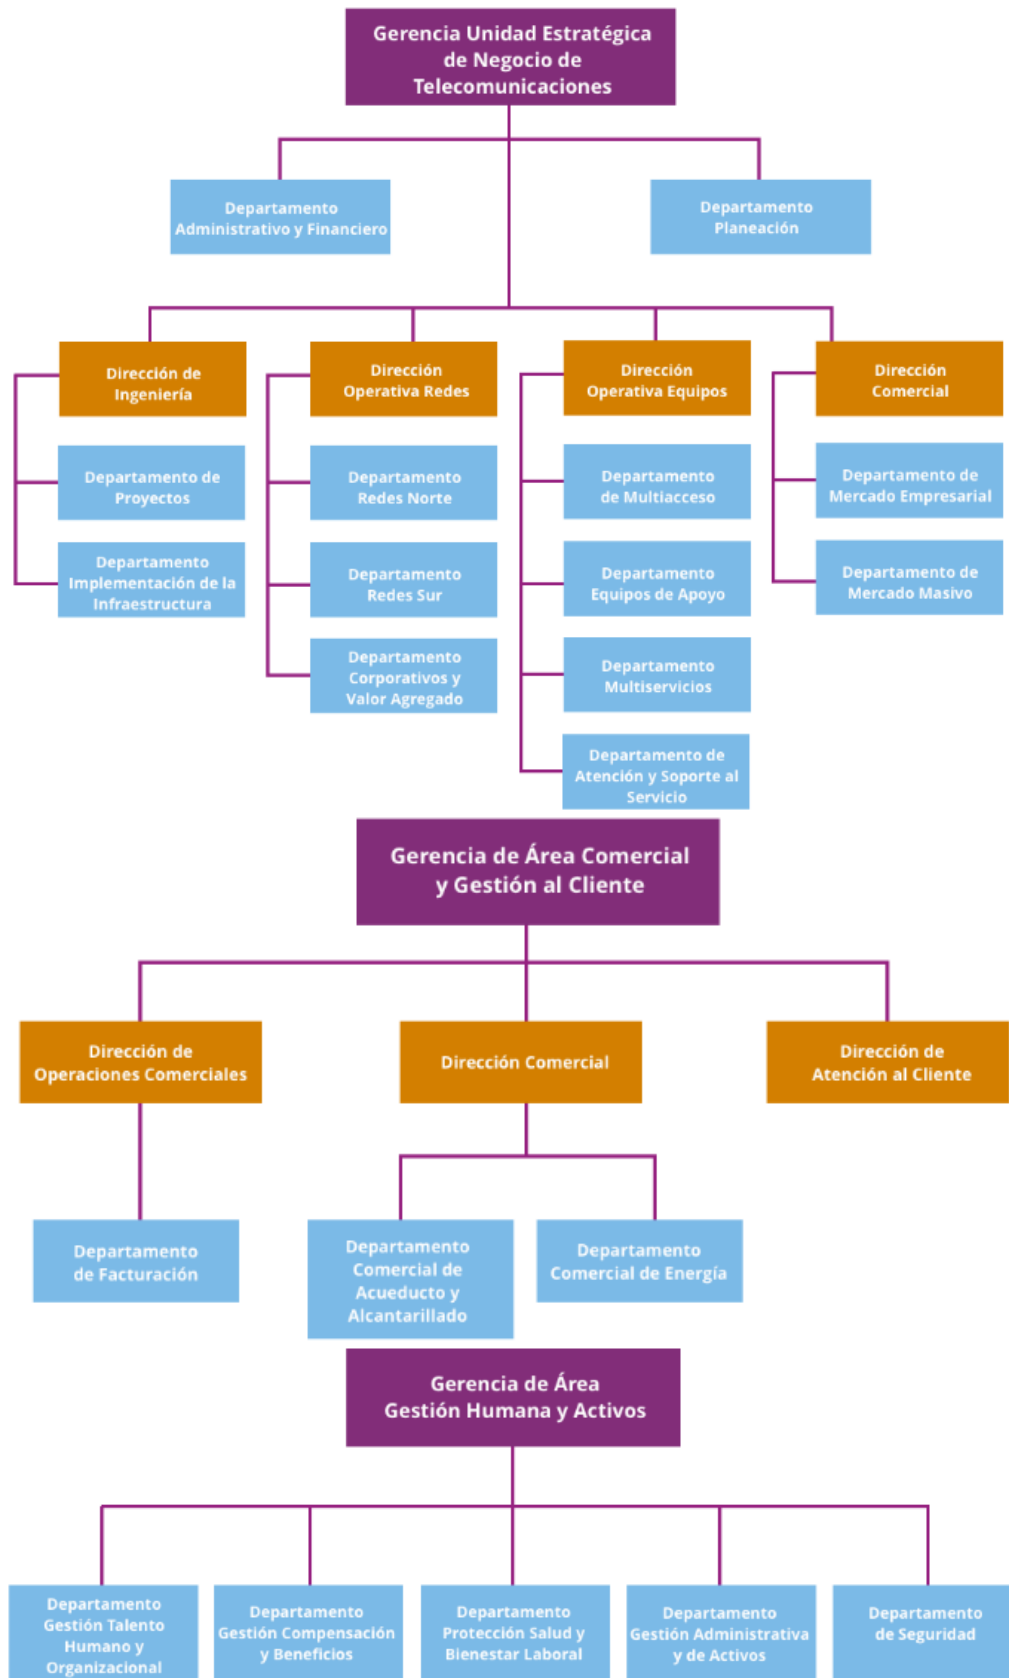 Gerencia Unidad Estratégica
de Negocio de
Telecomunicaciones
Departamento
Administrativo y Financiero
Departamento
Planeación
Dirección de
Ingeniería
Dirección
Operativa Redes
Dirección
Operativa Equipos
Dirección
Comercial
Departamento de
Proyectos
Departamento
Redes Norte
Departamento
de Multiacceso
Departamento de
Mercado Empresarial
Departamento
Implementación de la
Infraestructura
Departamento
Redes Sur
Departamento
Equipos de Apoyo
Departamento de
Mercado Masivo
Departamento
Corporativos y
Valor Agregado
Departamento
Multiservicios
Departamento de
Atención y Soporte al
Servicio
Gerencia de Área Comercial
y Gestión al Cliente
Dirección de
Operaciones Comerciales
Dirección Comercial
Dirección de
Atención al Cliente
Departamento
de Facturación
Departamento
Comercial de
Acueducto y
Alcantarillado
Departamento
Comercial de Energía
Gerencia de Área
Gestión Humana y Activos
Departamento
Gestión Talento
Humano y
Organizacional
Departamento
Gestión Compensación
y Beneficios
Departamento
Protección Salud y
Bienestar Laboral
Departamento
Gestión Administrativa
y de Activos
Departamento
de Seguridad